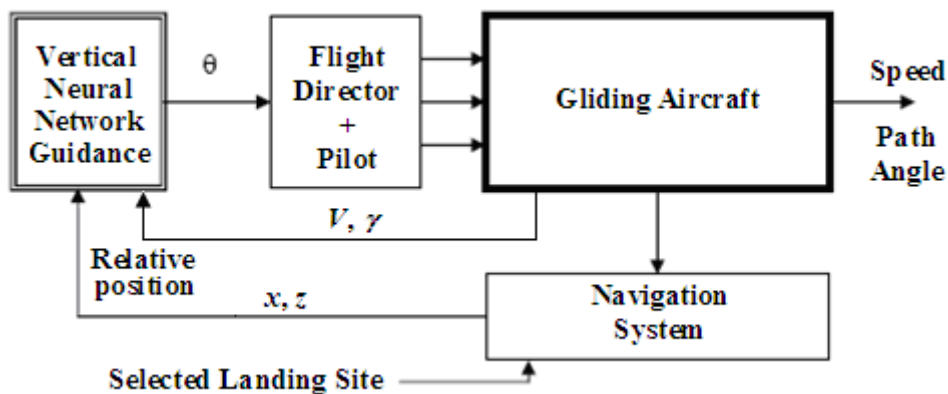 Vertical
Neural
Network
Guidance
θ
Flight
Director
+
Pilot
Gliding Aircraft
Speed
Path
Angle
V, γ
Relative
position
x, z
Navigation
System
Selected Landing Site